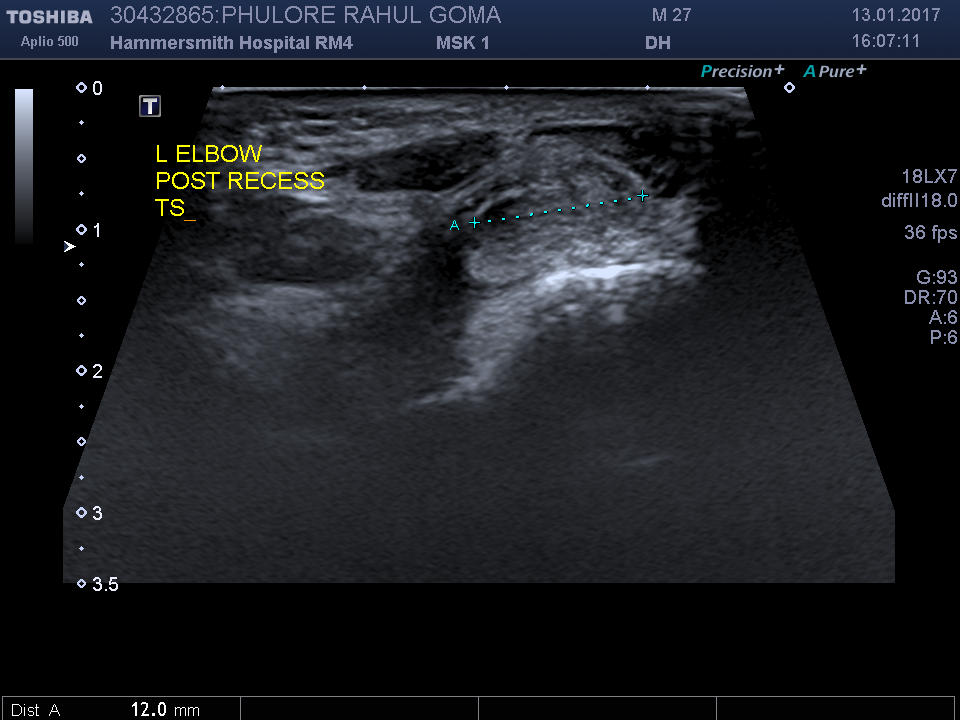 TOSHIBA 30432865:PHULORE RAHUL GOMA M 27 13.01.2017
Aplio 500 Hammersmith Hospital RM4 MSK 1 DH 16:07:11
Precision+ A Pure+
0
T
L ELBOW
POST RECESS
TS_
18LX7
diffII18.0
A
1
36 fps
G:93
DR:70
A:6
P:6
2
3
3.5
Dist A 12.0 mm